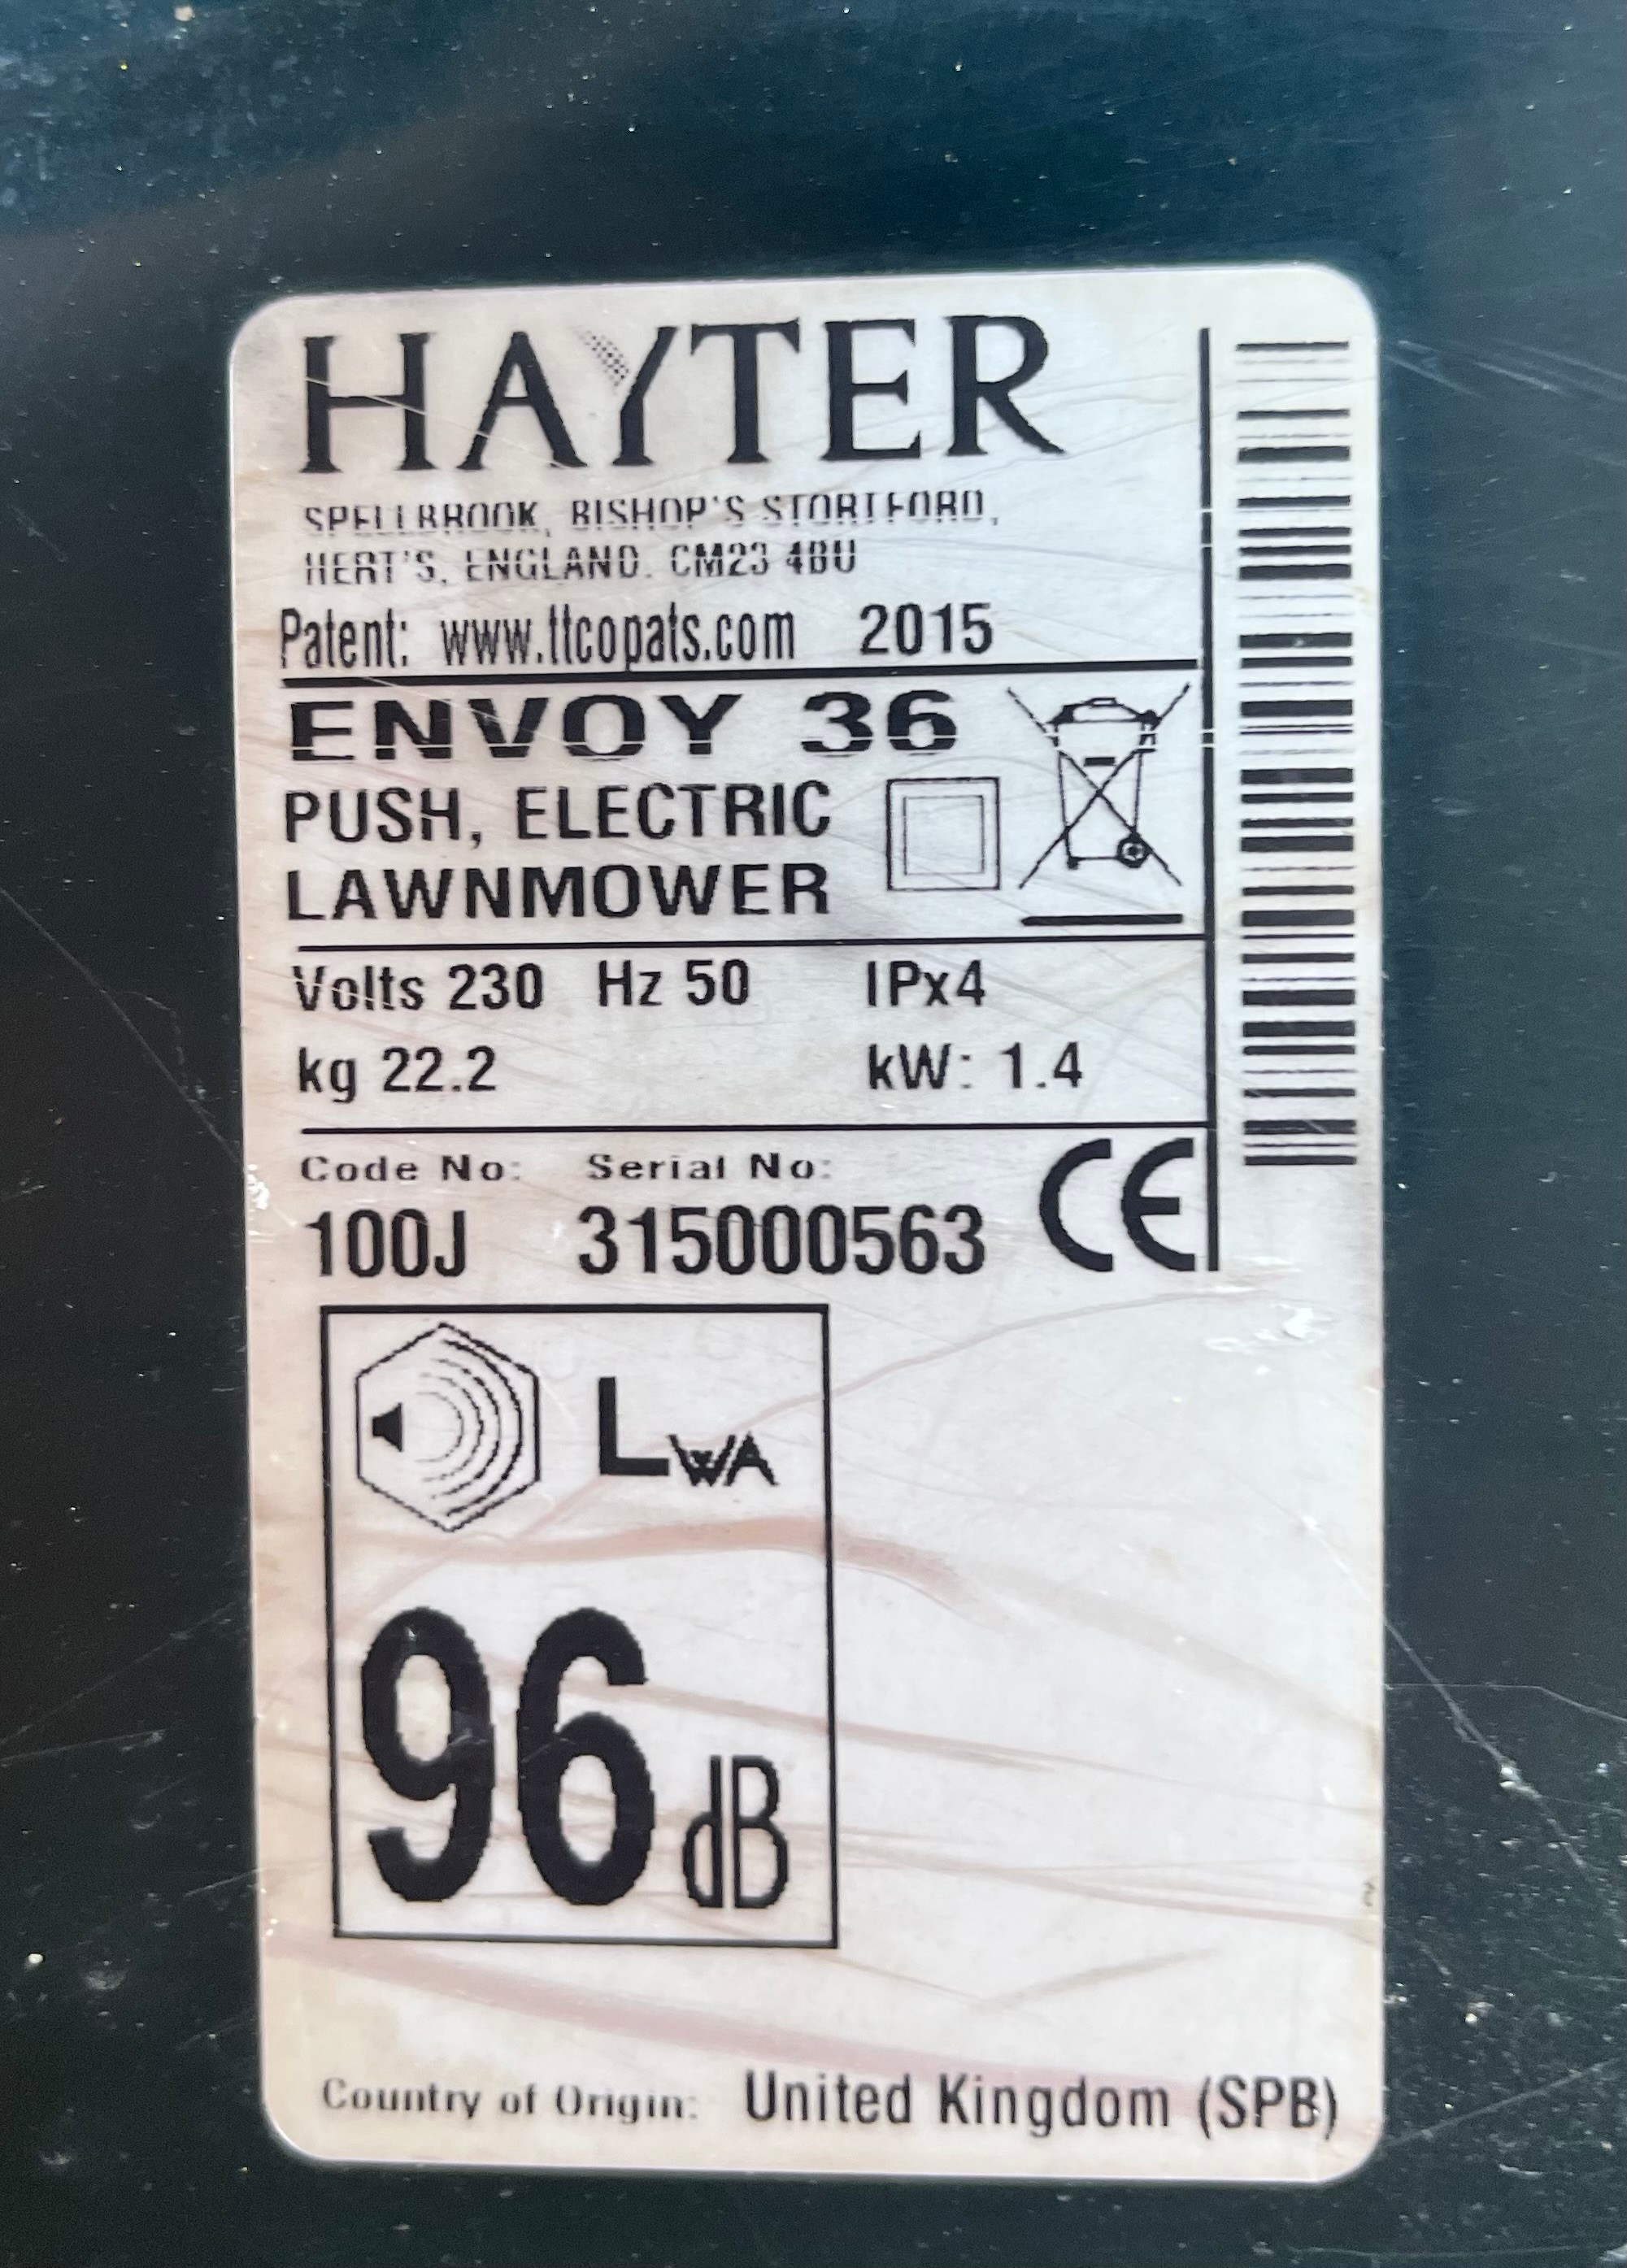 HAYTER
SPELLBROOK, BISHOP'S STORTFORD,
HERT'S, ENGLAND. CM23 4BU
Patent: www.ttcopats.com 2015
ENVOY 36
PUSH, ELECTRIC
LAWNMOWER
Volts 230 Hz 50 IPx4
kg 22.2 kW: 1.4
Code No: Serial No:
100J 315000563 CE
LWA
96 dB
Country of Origin: United Kingdom (SPB)